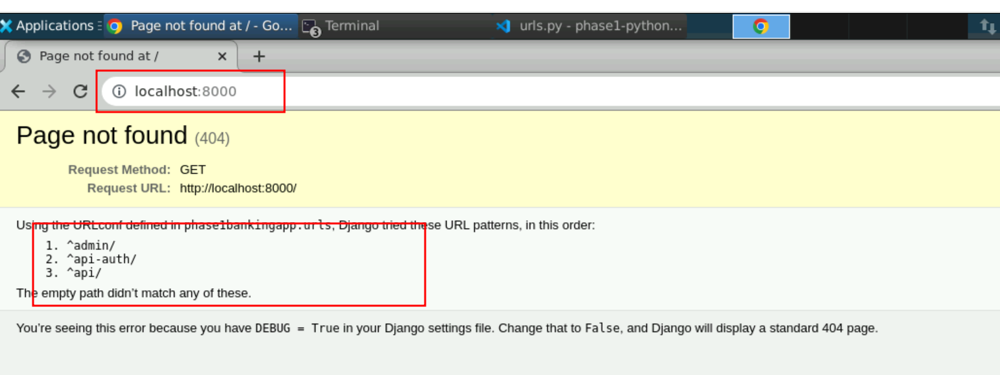 Applications Page not found at / - Go... 3 Terminal urls.py - phase1-python...
Page not found at /
localhost:8000
Page not found (404)
Request Method: GET
Request URL: http://localhost:8000/
Using the URLconf defined in phase1bankingapp.urls, Django tried these URL patterns, in this order:
1. ^admin/
2. ^api-auth/
3. ^api/
The empty path didn’t match any of these.
You’re seeing this error because you have DEBUG = True in your Django settings file. Change that to False, and Django will display a standard 404 page.